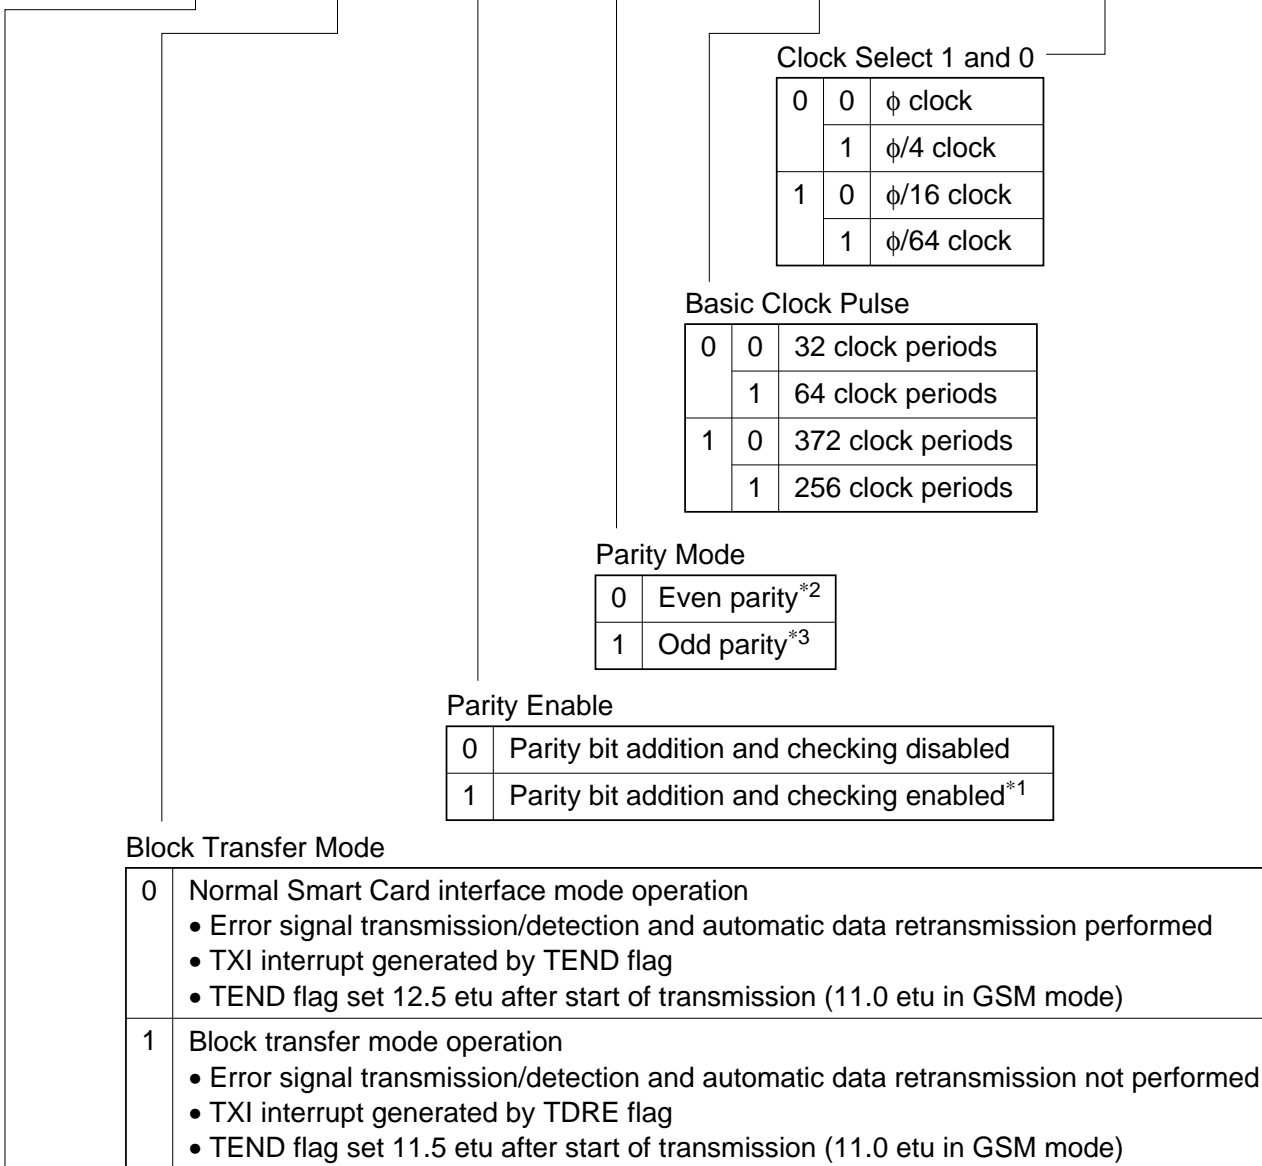 Clock Select 1 and 0
0 0 ϕ clock
1 ϕ/4 clock
1 0 ϕ/16 clock
1 ϕ/64 clock
Basic Clock Pulse
0 0 32 clock periods
1 64 clock periods
1 0 372 clock periods
1 256 clock periods
Parity Mode
0 Even parity*2
1 Odd parity*3
Parity Enable
0 Parity bit addition and checking disabled
1 Parity bit addition and checking enabled*1
Block Transfer Mode
0 Normal Smart Card interface mode operation
• Error signal transmission/detection and automatic data retransmission performed
• TXI interrupt generated by TEND flag
• TEND flag set 12.5 etu after start of transmission (11.0 etu in GSM mode)
1 Block transfer mode operation
• Error signal transmission/detection and automatic data retransmission not performed
• TXI interrupt generated by TDRE flag
• TEND flag set 11.5 etu after start of transmission (11.0 etu in GSM mode)